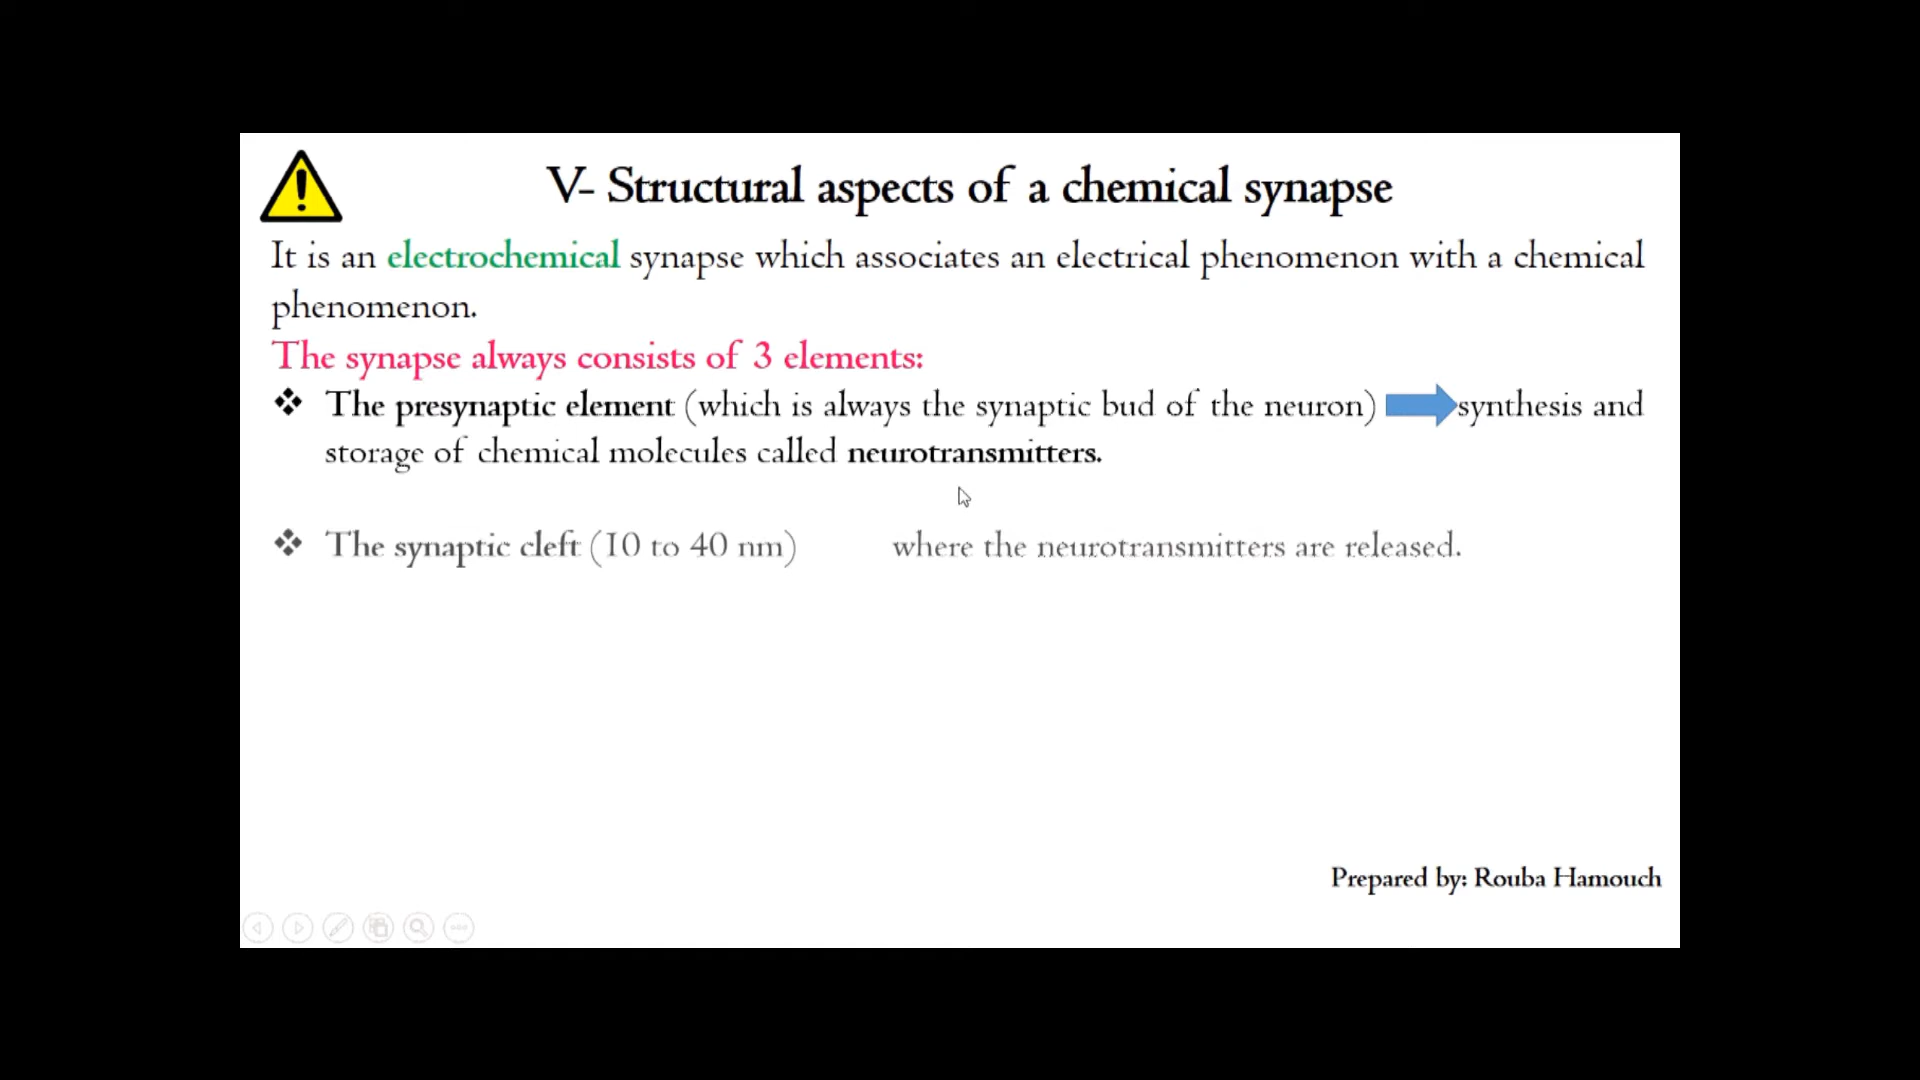 V- Structural aspects of a chemical synapse
It is an electrochemical synapse which associates an electrical phenomenon with a chemical
phenomenon.
The synapse always consists of 3 elements:
❖ The presynaptic element (which is always the synaptic bud of the neuron) synthesis and
storage of chemical molecules called neurotransmitters.
❖ The synaptic cleft (10 to 40 nm) where the neurotransmitters are released.
Prepared by: Rouba Hamouch